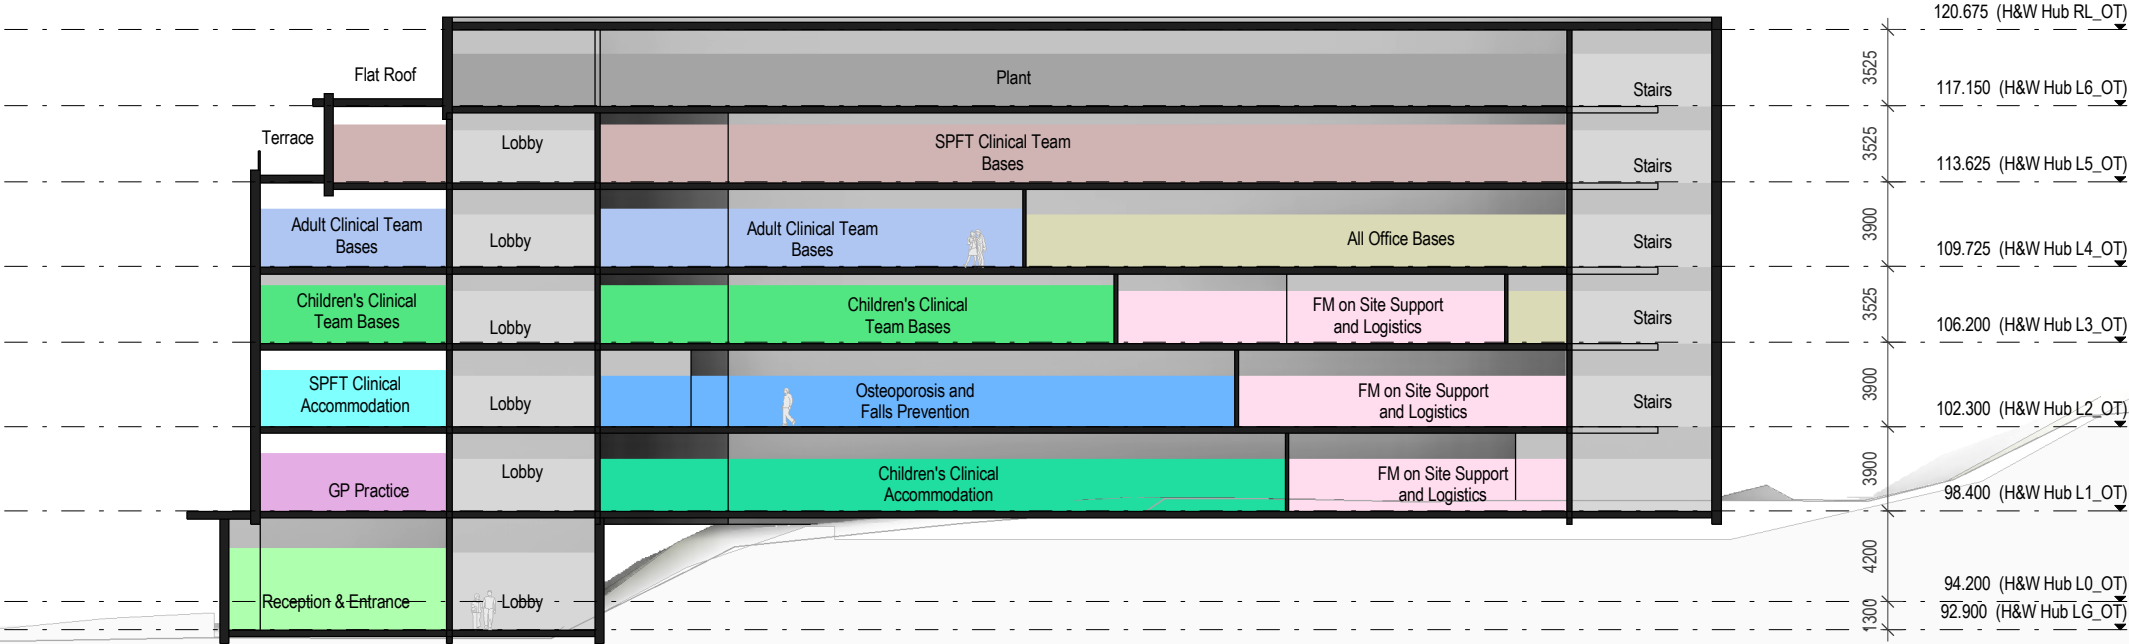 120.675 (H&W Hub RL_OT)
Flat Roof
Plant
Stairs
3525
117.150 (H&W Hub L6_OT)
Terrace
Lobby
SPFT Clinical Team
Bases
Stairs
3525
113.625 (H&W Hub L5_OT)
Adult Clinical Team
Bases
Lobby
Adult Clinical Team
Bases
All Office Bases
Stairs
3900
109.725 (H&W Hub L4_OT)
Children's Clinical
Team Bases
Lobby
Children's Clinical
Team Bases
FM on Site Support
and Logistics
Stairs
3525
106.200 (H&W Hub L3_OT)
SPFT Clinical
Accommodation
Lobby
Osteoporosis and
Falls Prevention
FM on Site Support
and Logistics
Stairs
3900
102.300 (H&W Hub L2_OT)
GP Practice
Lobby
Children's Clinical
Accommodation
FM on Site Support
and Logistics
3900
98.400 (H&W Hub L1_OT)
4200
94.200 (H&W Hub L0_OT)
Reception & Entrance
Lobby
1300
92.900 (H&W Hub LG_OT)